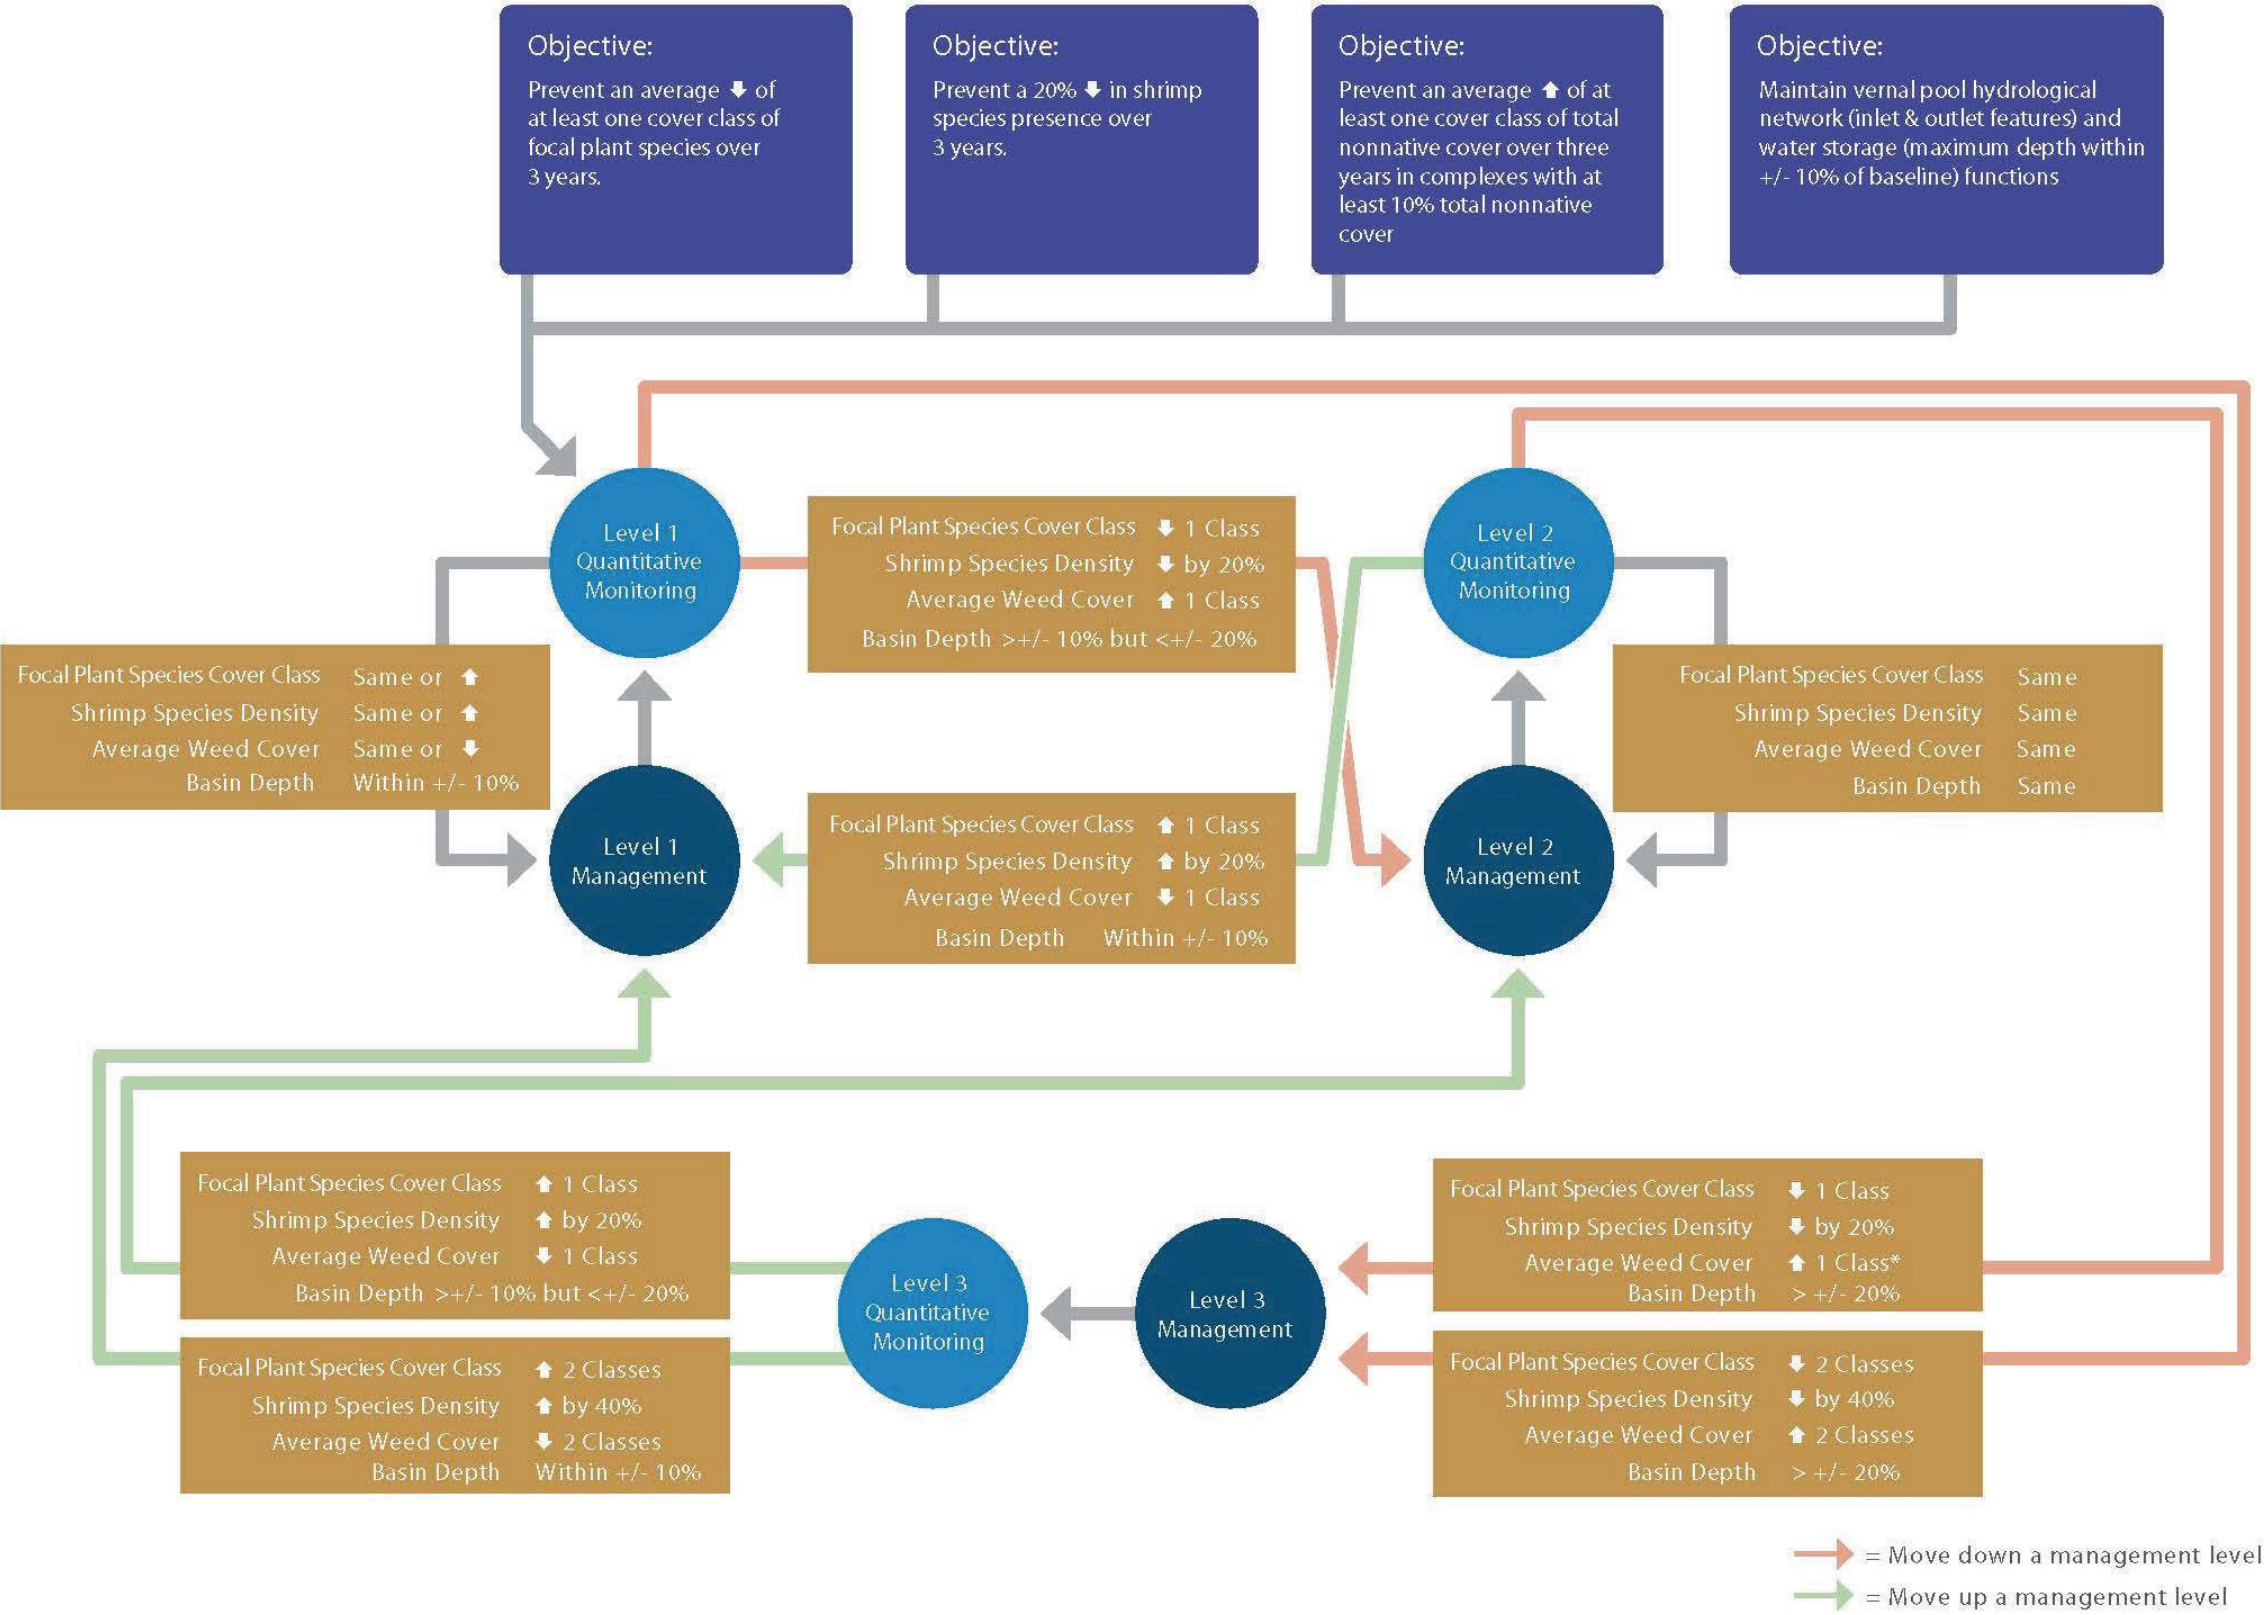 Objective:
Prevent an average ⬇ of
at least one cover class of
focal plant species over
3 years.
Objective:
Prevent a 20% ⬇ in shrimp
species presence over
3 years.
Objective:
Prevent an average ⬆ of at
least one cover class of total
nonnative cover over three
years in complexes with at
least 10% total nonnative
cover
Objective:
Maintain vernal pool hydrological
network (inlet & outlet features) and
water storage (maximum depth within
+/- 10% of baseline) functions
Level 1
Quantitative
Monitoring
Focal Plant Species Cover Class ⬇ 1 Class
Shrimp Species Density ⬇ by 20%
Average Weed Cover ⬆ 1 Class
Basin Depth >+/- 10% but <+/- 20%
Level 2
Quantitative
Monitoring
Focal Plant Species Cover Class Same or ⬆
Shrimp Species Density Same or ⬆
Average Weed Cover Same or ⬇
Basin Depth Within +/- 10%
Focal Plant Species Cover Class Same
Shrimp Species Density Same
Average Weed Cover Same
Basin Depth Same
Level 1
Management
Focal Plant Species Cover Class ⬆ 1 Class
Shrimp Species Density ⬆ by 20%
Average Weed Cover ⬇ 1 Class
Basin Depth Within +/- 10%
Level 2
Management
Focal Plant Species Cover Class ⬆ 1 Class
Shrimp Species Density ⬆ by 20%
Average Weed Cover ⬇ 1 Class
Basin Depth >+/- 10% but <+/- 20%
Focal Plant Species Cover Class ⬆ 2 Classes
Shrimp Species Density ⬆ by 40%
Average Weed Cover ⬇ 2 Classes
Basin Depth Within +/- 10%
Level 3
Quantitative
Monitoring
Level 3
Management
Focal Plant Species Cover Class ⬇ 1 Class
Shrimp Species Density ⬇ by 20%
Average Weed Cover ⬆ 1 Class*
Basin Depth > +/- 20%
Focal Plant Species Cover Class ⬇ 2 Classes
Shrimp Species Density ⬇ by 40%
Average Weed Cover ⬆ 2 Classes
Basin Depth > +/- 20%
= Move down a management level
= Move up a management level